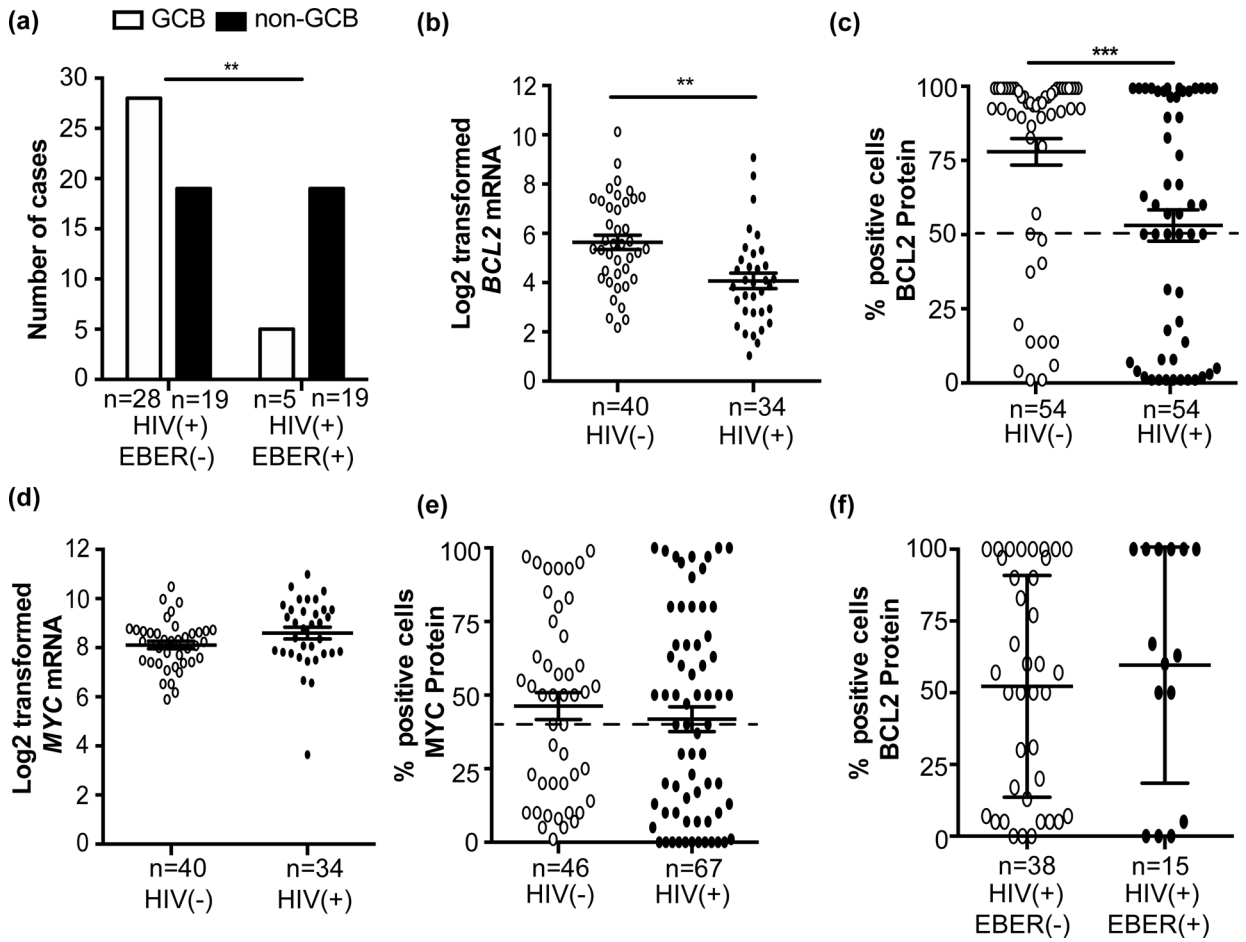 (a)
GCB non-GCB
**
Number of cases
30
25
20
15
10
5
0
n=28 n=19 n=5 n=19
HIV(+) HIV(+)
EBER(-) EBER(+)
(b)
**
Log2 transformed
BCL2 mRNA
12
10
8
6
4
2
0
n=40 n=34
HIV(-) HIV(+)
(c)
***
% positive cells
BCL2 Protein
100
75
50
25
0
n=54 n=54
HIV(-) HIV(+)
(d)
Log2 transformed
MYC mRNA
12
10
8
6
4
2
0
n=40 n=34
HIV(-) HIV(+)
(e)
% positive cells
MYC Protein
100
75
50
25
0
n=46 n=67
HIV(-) HIV(+)
(f)
% positive cells
BCL2 Protein
100
75
50
25
0
n=38 n=15
HIV(+) HIV(+)
EBER(-) EBER(+)